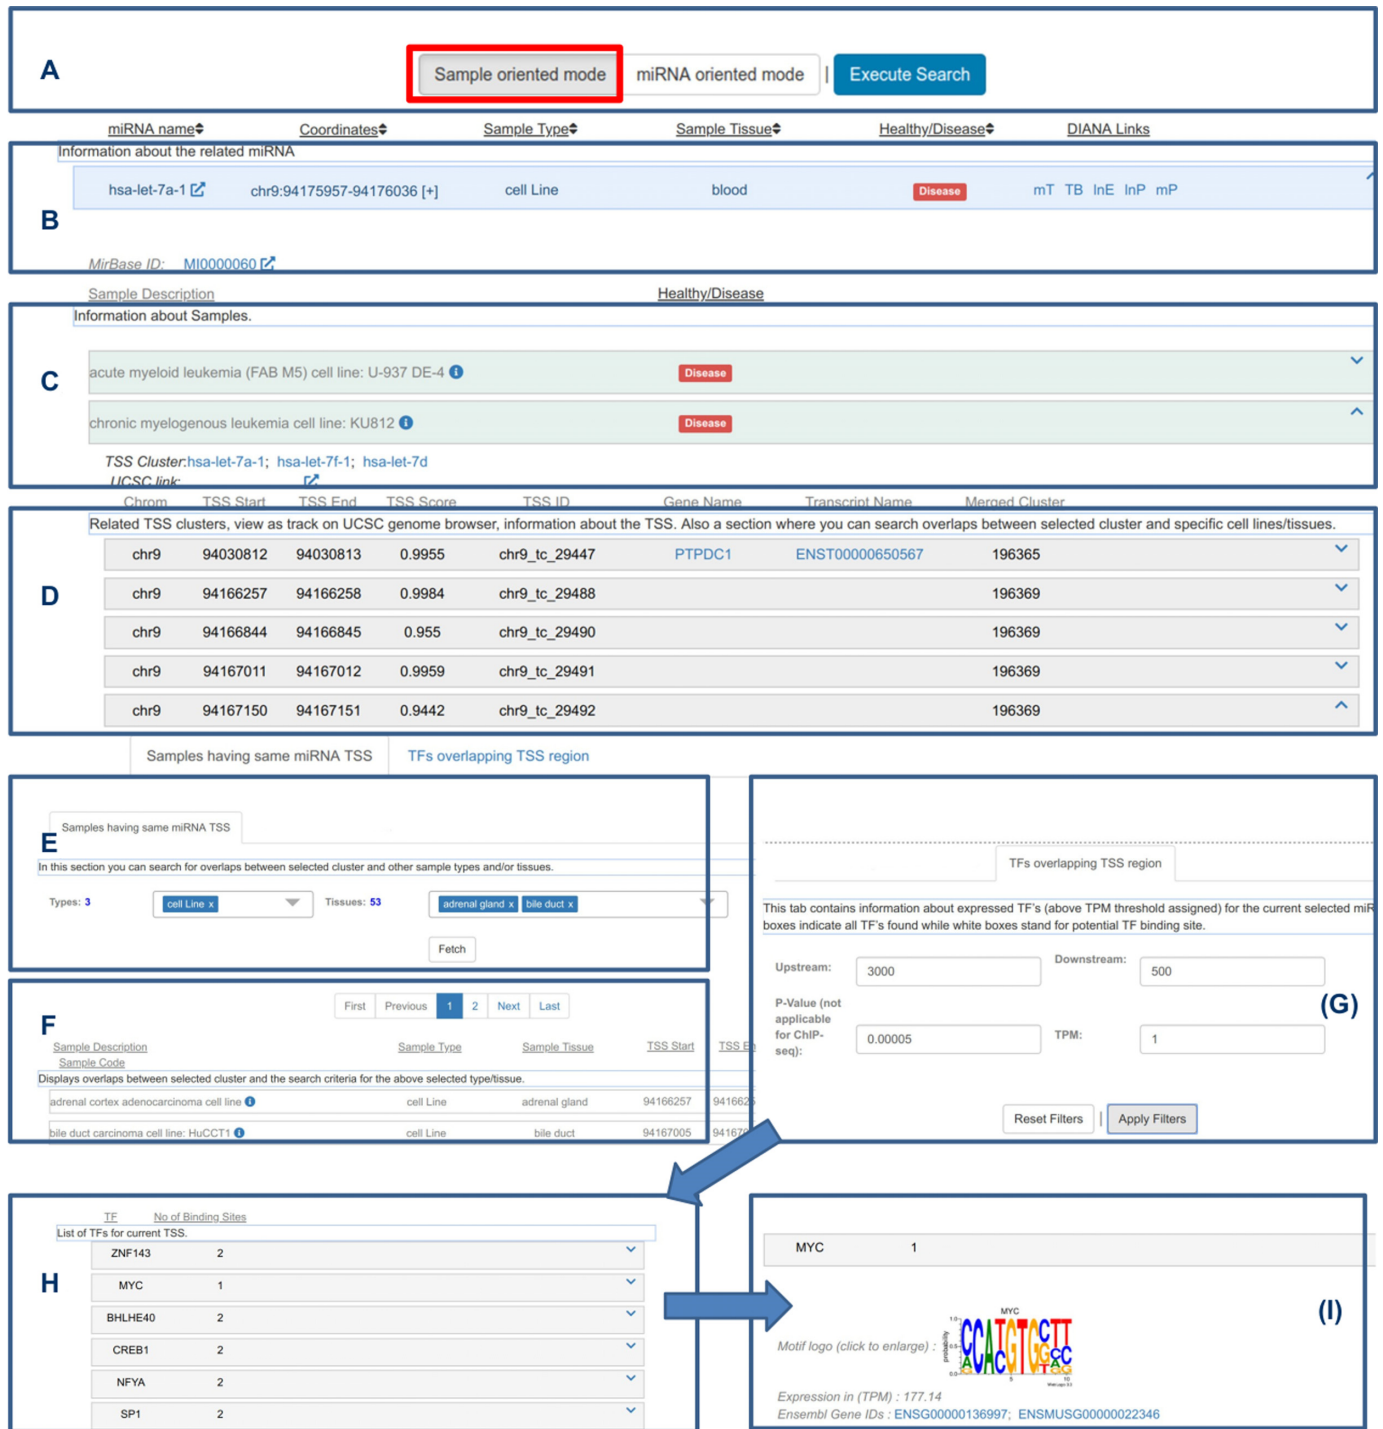 A
Sample oriented mode miRNA oriented mode | Execute Search
miRNA name Coordinates Sample Type Sample Tissue Healthy/Disease DIANA Links
Information about the related miRNA
hsa-let-7a-1 chr9:94175957-94176036 [+] cell Line blood Disease mT TB InE InP mP
B
MirBase ID: MI0000060
Sample Description Healthy/Disease
Information about Samples.
C
acute myeloid leukemia (FAB M5) cell line: U-937 DE-4 Disease
chronic myelogenous leukemia cell line: KU812 Disease
TSS Cluster:hsa-let-7a-1; hsa-let-7f-1; hsa-let-7d
UCSC link:
Chrom TSS Start TSS End TSS Score TSS ID Gene Name Transcript Name Merged Cluster
Related TSS clusters, view as track on UCSC genome browser, information about the TSS. Also a section where you can search overlaps between selected cluster and specific cell lines/tissues.
chr9 94030812 94030813 0.9955 chr9_tc_29447 PTPDC1 ENST00000650567 196365
D
chr9 94166257 94166258 0.9984 chr9_tc_29488 196369
chr9 94166844 94166845 0.955 chr9_tc_29490 196369
chr9 94167011 94167012 0.9959 chr9_tc_29491 196369
chr9 94167150 94167151 0.9442 chr9_tc_29492 196369
Samples having same miRNA TSS TFs overlapping TSS region
Samples having same miRNA TSS
E
In this section you can search for overlaps between selected cluster and other sample types and/or tissues.
Types: 3 cell Line x Tissues: 53 adrenal gland x bile duct x
Fetch
First Previous 1 2 Next Last
F
Sample Description Sample Type Sample Tissue TSS Start TSS En
Sample Code
Displays overlaps between selected cluster and the search criteria for the above selected type/tissue.
adrenal cortex adenocarcinoma cell line cell Line adrenal gland 94166257 9416625
bile duct carcinoma cell line: HuCCT1 cell Line bile duct 94167005
TFs overlapping TSS region
This tab contains information about expressed TF's (above TPM threshold assigned) for the current selected miR
boxes indicate all TF's found while white boxes stand for potential TF binding site.
Upstream: 3000 Downstream: 500
(G)
P-Value (not
applicable
for ChIP-
seq): 0.00005 TPM: 1
Reset Filters | Apply Filters
TF No of Binding Sites
List of TFs for current TSS.
ZNF143 2
H
MYC 1
BHLHE40 2
CREB1 2
NFYA 2
SP1 2
MYC 1
(I)
MYC
Motif logo (click to enlarge) :
probability
1.0
0.5
0.0
5
10
Expression in (TPM) : 177.14
Ensembl Gene IDs : ENSG00000136997; ENSMUSG00000022346